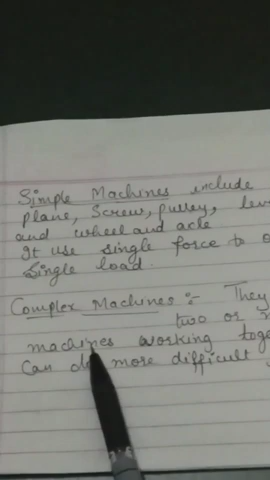 Simple Machines include
plane, Screw, pulley, lev
and wheel and acle
It use single force to
Single load.
Complex Machines :- They
two or
machines working toge
Can do more difficult